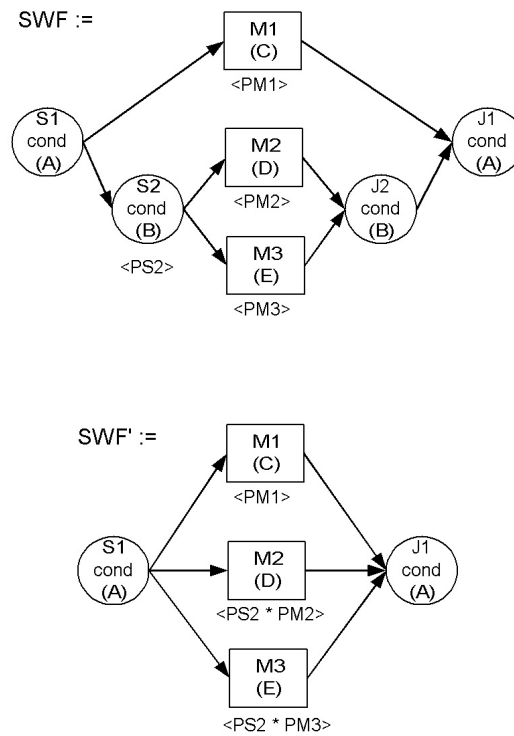 SWF :=
M1
(C)
<PM1>
S1
cond
(A)
J1
cond
(A)
M2
(D)
<PM2>
S2
cond
(B)
J2
cond
(B)
<PS2>
M3
(E)
<PM3>
SWF' :=
M1
(C)
<PM1>
S1
cond
(A)
M2
(D)
<PS2 * PM2>
J1
cond
(A)
M3
(E)
<PS2 * PM3>